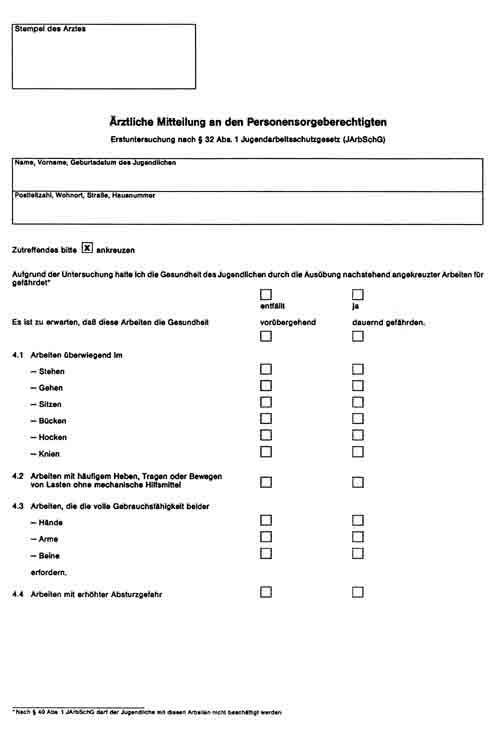 Stempel des Arztes
Ärztliche Mitteilung an den Personensorgeberechtigten
Erstuntersuchung nach § 32 Abs. 1 Jugendarbeitsschutzgesetz (JArbSchG)
Name, Vorname, Geburtsdatum des Jugendlichen
Postleitzahl, Wohnort, Straße, Hausnummer
Zutreffendes bitte x ankreuzen
Aufgrund der Untersuchung halte ich die Gesundheit des Jugendlichen durch die Ausübung nachstehend angekreuzter Arbeiten für
gefährdet*
entfällt ja
Es ist zu erwarten, daß diese Arbeiten die Gesundheit vorübergehend dauernd gefährden.
4.1 Arbeiten überwiegend im
– Stehen
– Gehen
– Sitzen
– Bücken
– Hocken
– Knien
4.2 Arbeiten mit häufigem Heben, Tragen oder Bewegen
von Lasten ohne mechanische Hilfsmittel
4.3 Arbeiten, die die volle Gebrauchsfähigkeit beider
– Hände
– Arme
– Beine
erfordern.
4.4 Arbeiten mit erhöhter Absturzgefahr
* Nach § 40 Abs. 1 JArbSchG darf der Jugendliche mit diesen Arbeiten nicht beschäftigt werden